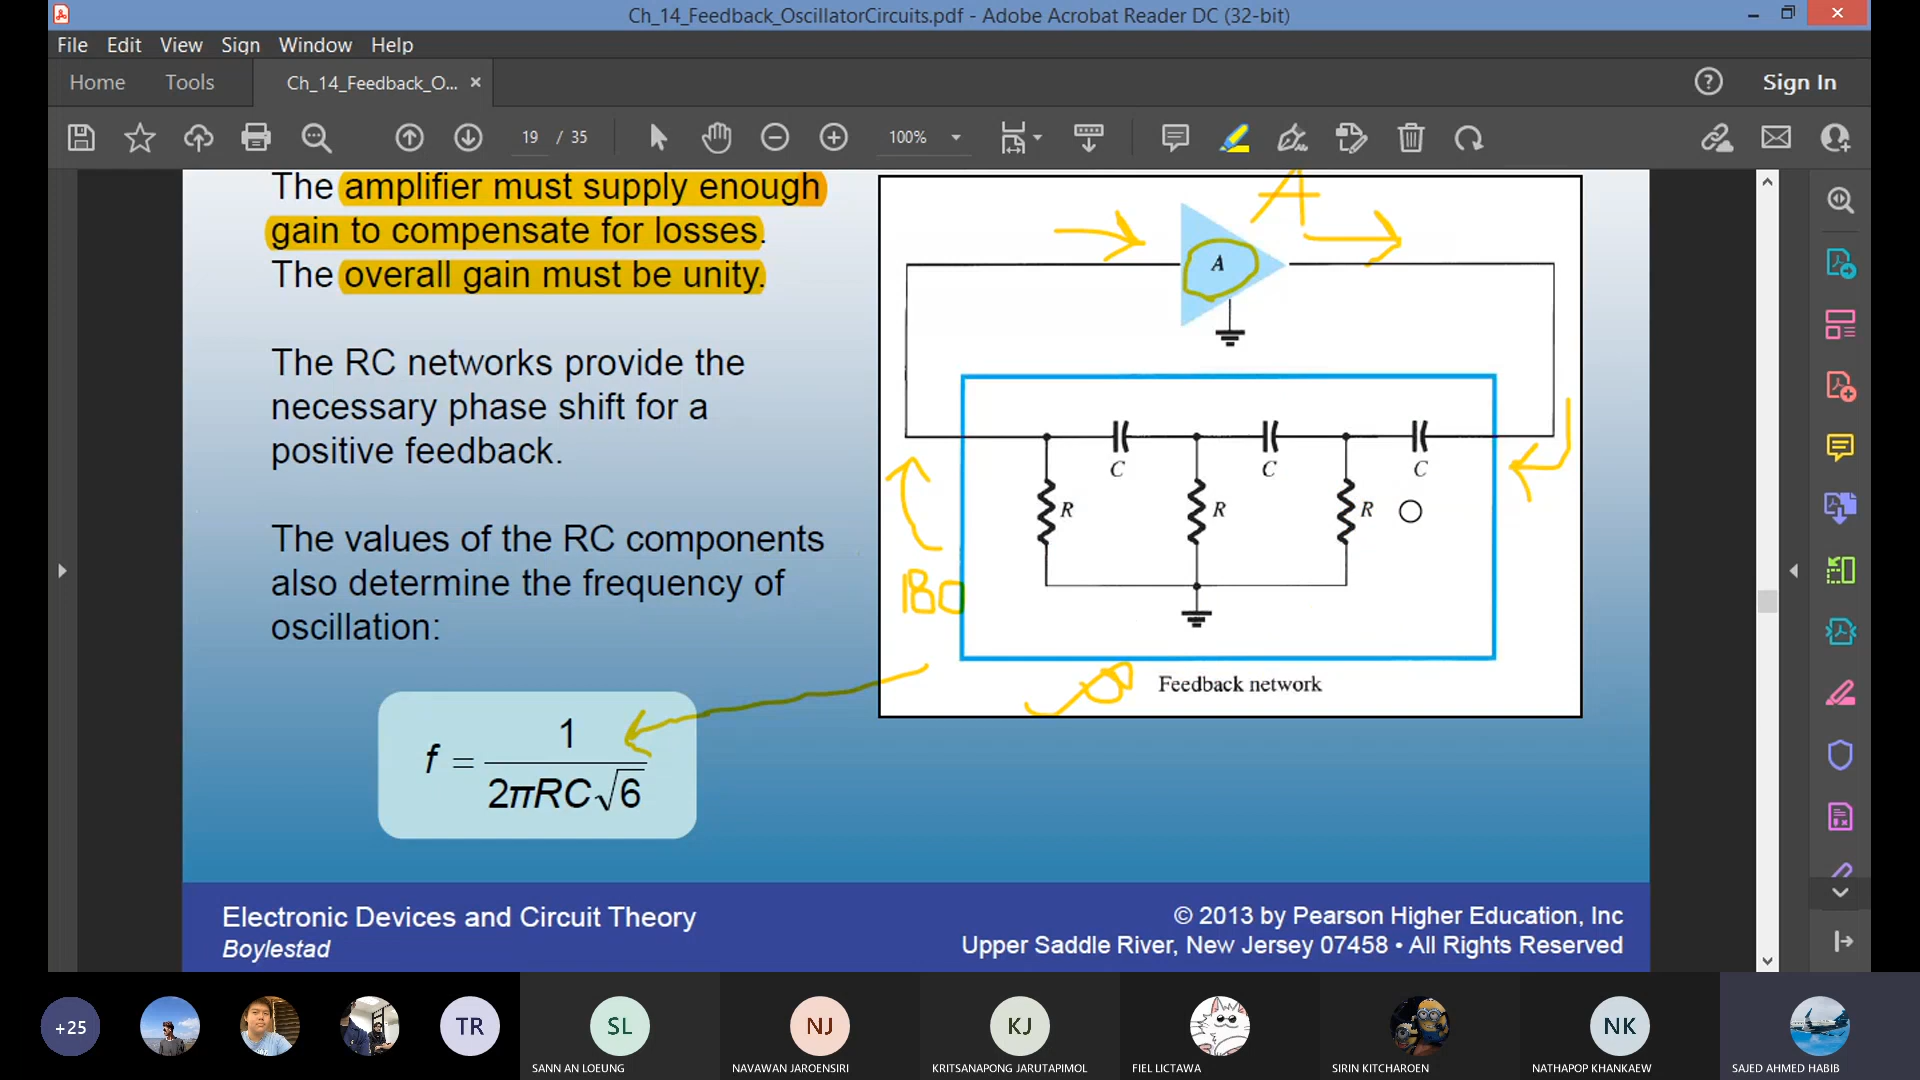 Ch_14_Feedback_OscillatorCircuits.pdf - Adobe Acrobat Reader DC (32-bit)
File Edit View Sign Window Help
Home Tools Ch_14_Feedback_O... ×
Sign In
19 / 35
100%
The amplifier must supply enough
gain to compensate for losses.
The overall gain must be unity.
The RC networks provide the
necessary phase shift for a
positive feedback.
The values of the RC components
also determine the frequency of
oscillation:
f = 1 / 2πRC√6
A
A
C C C
R R R
180
Feedback network
Electronic Devices and Circuit Theory
Boylestad
© 2013 by Pearson Higher Education, Inc
Upper Saddle River, New Jersey 07458 • All Rights Reserved
+25
TR
SL
NJ
KJ
NK
SANN AN LOEUNG
NAVAWAN JAROENSIRI
KRITSANAPONG JARUTAPIMOL
FIEL LICTAWA
SIRIN KITCHAROEN
NATHAPOP KHANKAEW
SAJED AHMED HABIB